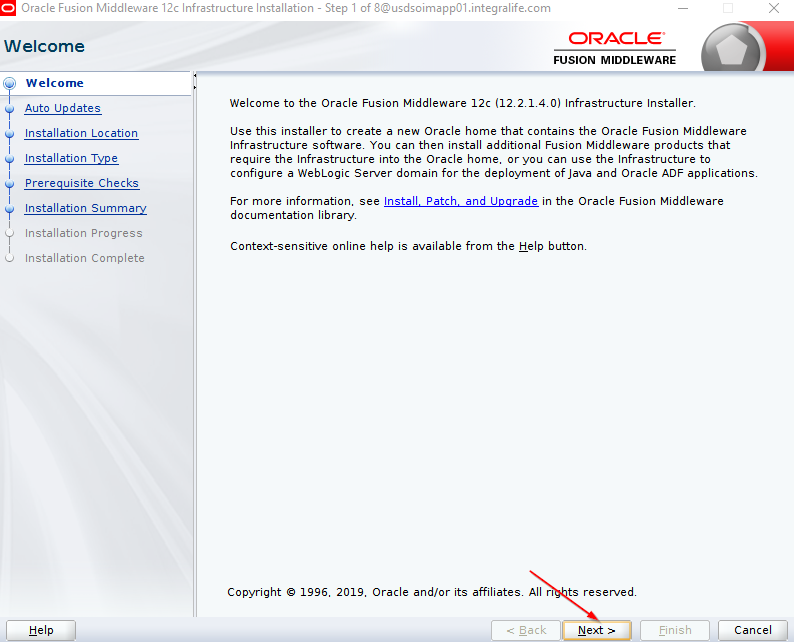 Oracle Fusion Middleware 12c Infrastructure Installation - Step 1 of 8@usdsoimapp01.integralife.com
Welcome
ORACLE
FUSION MIDDLEWARE
Welcome
Auto Updates
Installation Location
Installation Type
Prerequisite Checks
Installation Summary
Installation Progress
Installation Complete
Welcome to the Oracle Fusion Middleware 12c (12.2.1.4.0) Infrastructure Installer.
Use this installer to create a new Oracle home that contains the Oracle Fusion Middleware
Infrastructure software. You can then install additional Fusion Middleware products that
require the Infrastructure into the Oracle home, or you can use the Infrastructure to
configure a WebLogic Server domain for the deployment of Java and Oracle ADF applications.
For more information, see Install, Patch, and Upgrade in the Oracle Fusion Middleware
documentation library.
Context-sensitive online help is available from the Help button.
Copyright © 1996, 2019, Oracle and/or its affiliates. All rights reserved.
Help
< Back
Next >
Finish
Cancel